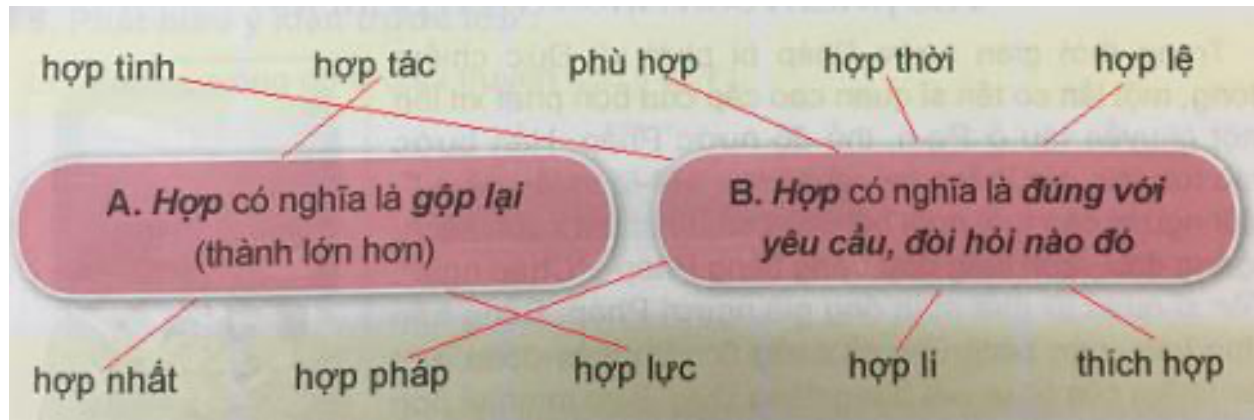 hợp tình hợp tác phù hợp hợp thời hợp lệ
A. Hợp có nghĩa là gộp lại
(thành lớn hơn)
B. Hợp có nghĩa là đúng với
yêu cầu, đòi hỏi nào đó
hợp nhất hợp pháp hợp lực hợp lí thích hợp